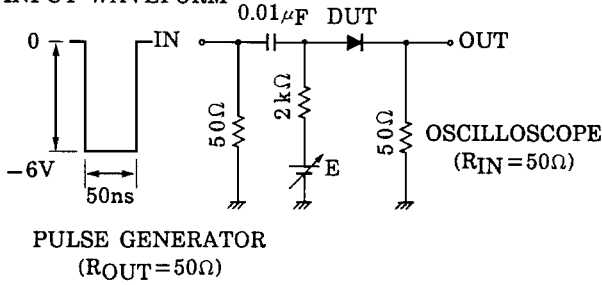 INPUT WAVEFORM
0.01μF DUT
0
IN
OUT
50Ω
2kΩ
50Ω
E
OSCILLOSCOPE
(RIN=50Ω)
−6V
50ns
PULSE GENERATOR
(ROUT=50Ω)